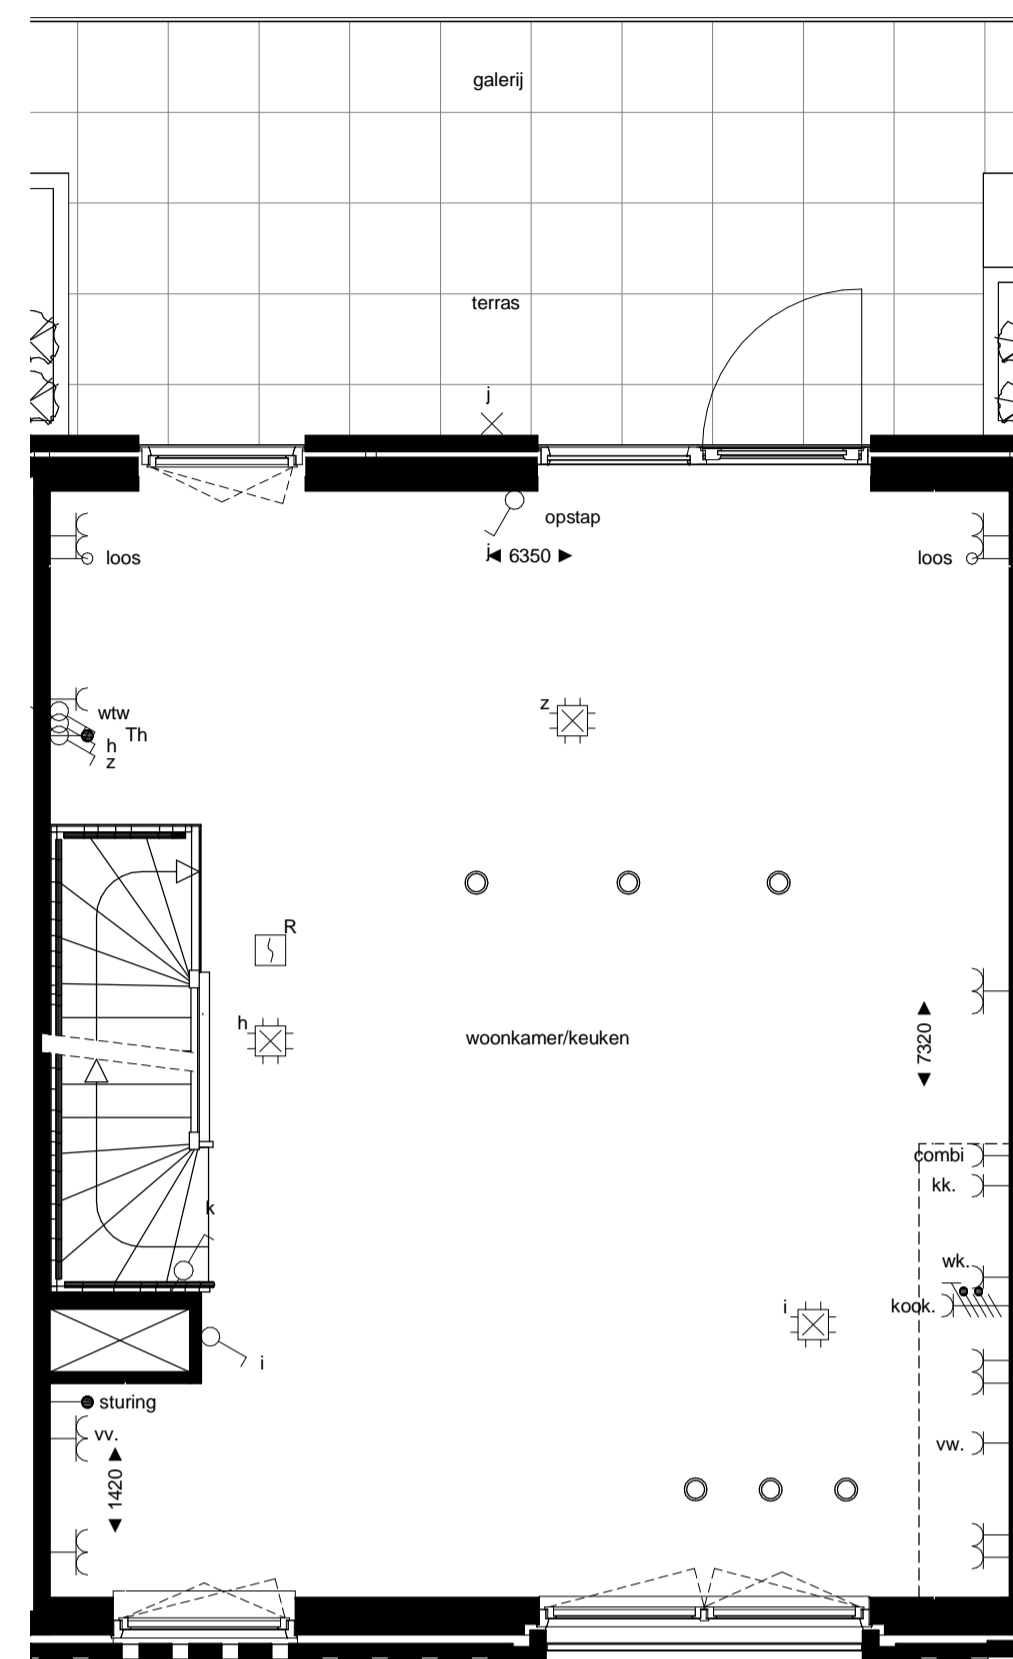 galerij
terras
j
opstap
j
6350
loos
loos
wtw
Th
h
z
z
R
h
woonkamer/keuken
7320
combi
kk.
k
wk.
kook.
i
i
sturing
vv.
vw.
1420